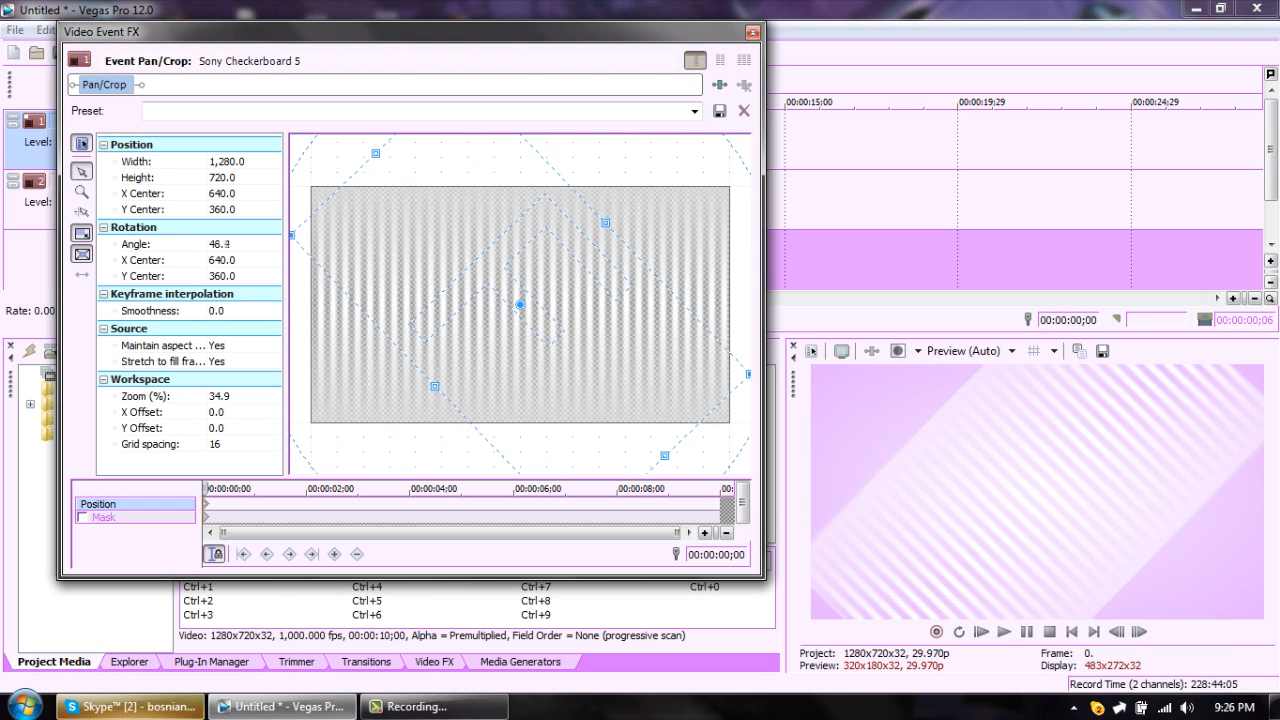 Untitled * - Vegas Pro 12.0
File
Video Event FX
Event Pan/Crop: Sony Checkerboard 5
Pan/Crop
Preset:
00:00:15;00 00:00:19;29 00:00:24;29
1
Level:
2
Level:
Position
Width: 1,280.0
Height: 720.0
X Center: 640.0
Y Center: 360.0
Rotation
Angle:
X Center: 640.0
Y Center: 360.0
Keyframe interpolation
Smoothness: 0.0
Source
Maintain aspect ... Yes
Stretch to fill fra... Yes
Workspace
Zoom (%): 34.9
X Offset: 0.0
Y Offset: 0.0
Grid spacing: 16
Rate: 0.00
00:00:00;00 00:00:00;06
Preview (Auto)
00:00:00;00 00:00:02;00 00:00:04;00 00:00:06;00 00:00:08;00 00:
Position
Mask
00:00:00;00
Ctrl+1 Ctrl+4 Ctrl+7 Ctrl+0
Ctrl+2 Ctrl+5 Ctrl+8
Ctrl+3 Ctrl+6 Ctrl+9
Video: 1280x720x32, 1,000.000 fps, 00:00:10;00, Alpha = Premultiplied, Field Order = None (progressive scan)
Project Media Explorer Plug-In Manager Trimmer Transitions Video FX Media Generators
Project: 1280x720x32, 29.970p Frame: 0.
Preview: 320x180x32, 29.970p Display: 483x272x32
Record Time (2 channels): 228:44:05
Skype™ [2] - bosnian... Untitled * - Vegas Pr... Recording... 9:26 PM